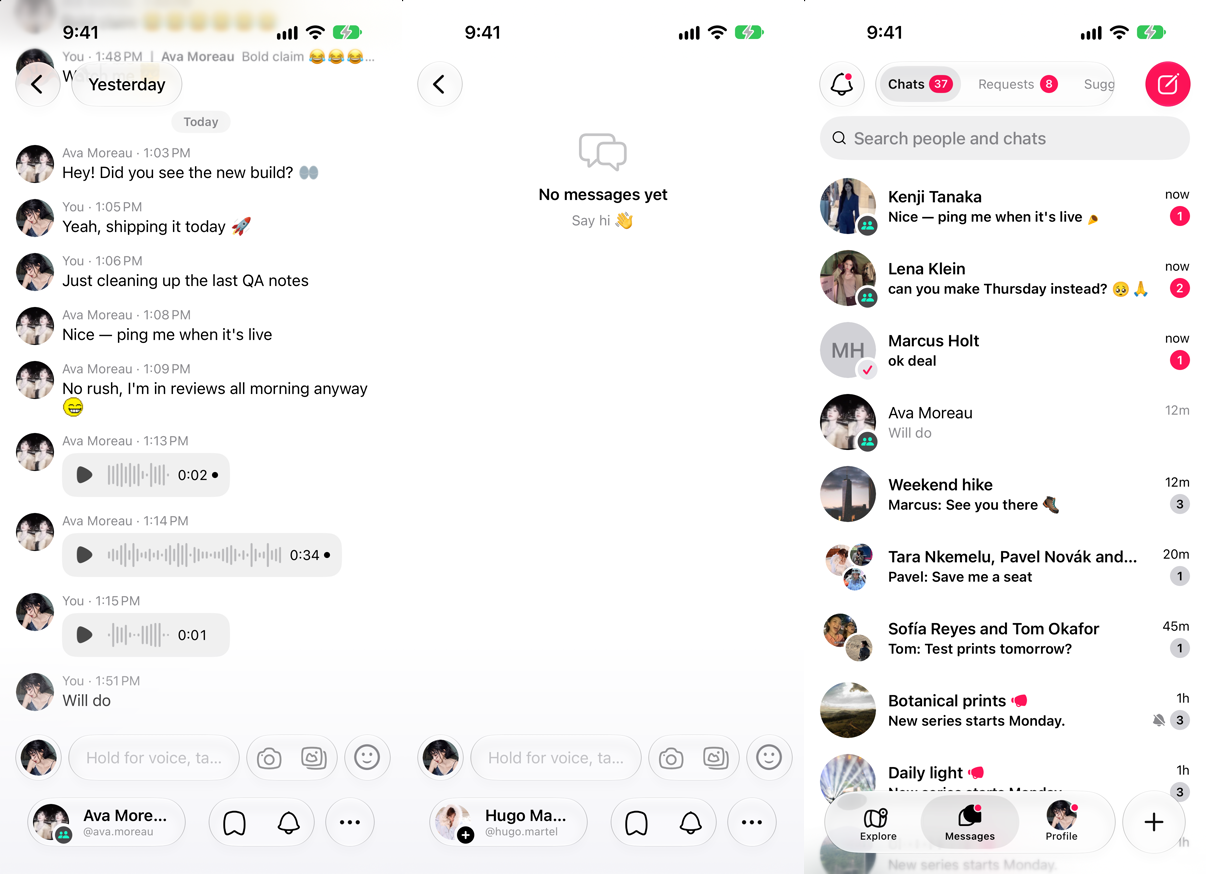 9:41
You · 1:48 PM | Ava Moreau Bold claim 😂😂😂...
Yesterday
Today
Ava Moreau · 1:03 PM
Hey! Did you see the new build? 👀
You · 1:05 PM
Yeah, shipping it today 🚀
You · 1:06 PM
Just cleaning up the last QA notes
Ava Moreau · 1:08 PM
Nice — ping me when it's live
Ava Moreau · 1:09 PM
No rush, I'm in reviews all morning anyway
😁
Ava Moreau · 1:13 PM
0:02
Ava Moreau · 1:14 PM
0:34
You · 1:15 PM
0:01
You · 1:51 PM
Will do
Hold for voice, ta...
Ava More...
@ava.moreau
9:41
No messages yet
Say hi 👋
Hold for voice, ta...
Hugo Ma...
@hugo.martel
9:41
Chats 37 Requests 8 Sugg
Search people and chats
Kenji Tanaka now
Nice — ping me when it's live 1
Lena Klein now
can you make Thursday instead? 🥺 🙏 2
MH
Marcus Holt now
ok deal 1
Ava Moreau 12m
Will do
Weekend hike 12m
Marcus: See you there 🥾 3
Tara Nkemelu, Pavel Novák and... 20m
Pavel: Save me a seat 1
Sofía Reyes and Tom Okafor 45m
Tom: Test prints tomorrow? 1
Botanical prints 1h
New series starts Monday. 3
Daily light 1h
New series starts Monday. 3
Explore Messages Profile
1h
New series starts Monday.